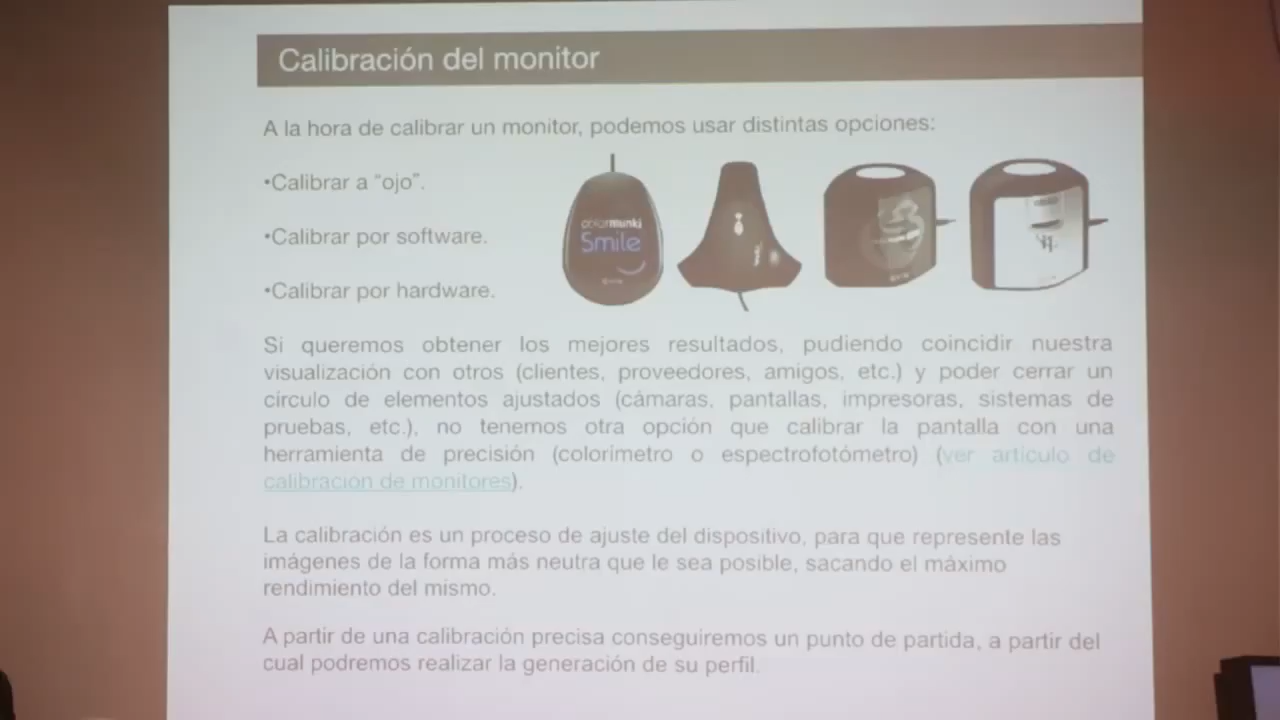 Calibración del monitor
A la hora de calibrar un monitor, podemos usar distintas opciones:
•Calibrar a “ojo”.
•Calibrar por software.
•Calibrar por hardware.
colormunki
Smile
Si queremos obtener los mejores resultados, pudiendo coincidir nuestra
visualización con otros (clientes, proveedores, amigos, etc.) y poder cerrar un
círculo de elementos ajustados (cámaras, pantallas, impresoras, sistemas de
pruebas, etc.), no tenemos otra opción que calibrar la pantalla con una
herramienta de precisión (colorímetro o espectrofotómetro) (ver artículo de
calibración de monitores).
La calibración es un proceso de ajuste del dispositivo, para que represente las
imágenes de la forma más neutra que le sea posible, sacando el máximo
rendimiento del mismo.
A partir de una calibración precisa conseguiremos un punto de partida, a partir del
cual podremos realizar la generación de su perfil.